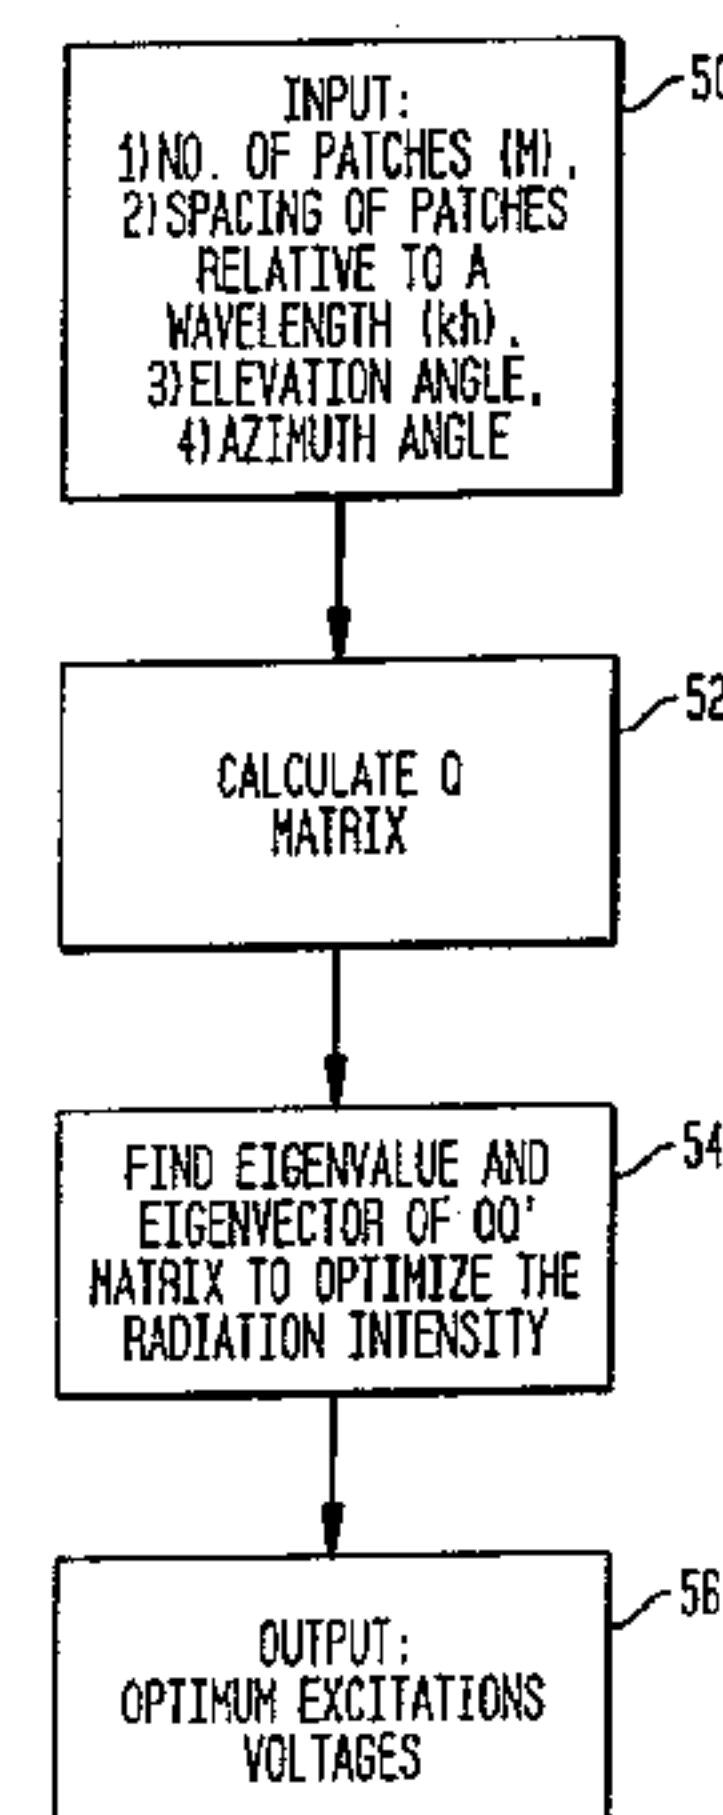 INPUT:
1) NO. OF PATCHES (M),
2) SPACING OF PATCHES
RELATIVE TO A
WAVELENGTH (kh),
3) ELEVATION ANGLE,
4) AZIMUTH ANGLE
50
CALCULATE Q
MATRIX
52
FIND EIGENVALUE AND
EIGENVECTOR OF QQ'
MATRIX TO OPTIMIZE THE
RADIATION INTENSITY
54
OUTPUT:
OPTIMUM EXCITATIONS
VOLTAGES
56